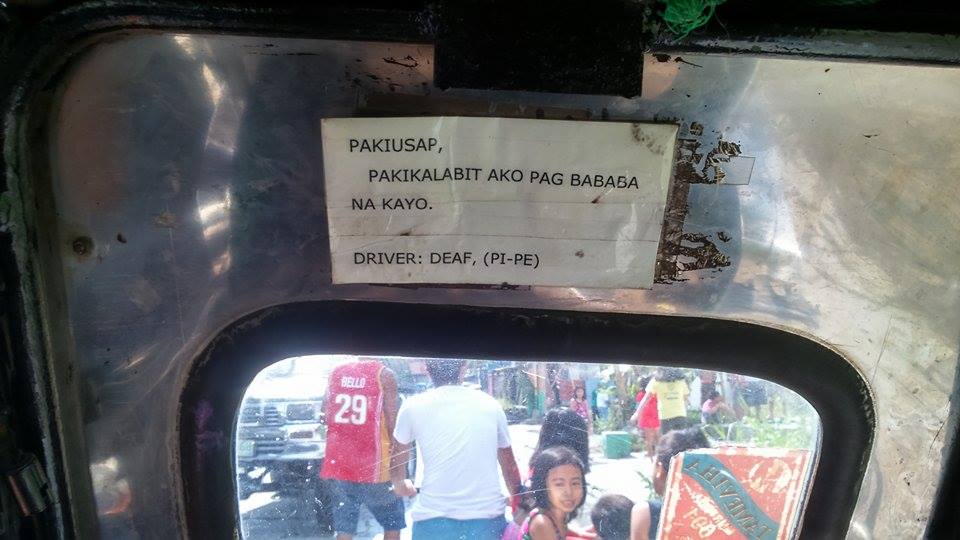 PAKIUSAP,
PAKIKALABIT AKO PAG BABABA
NA KAYO.
DRIVER: DEAF, (PI-PE)
BELLO
29